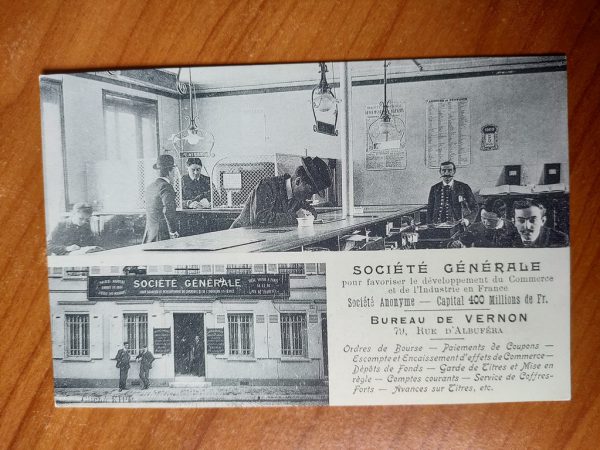 SOCIÉTÉ GÉNÉRALE
pour favoriser le développement du Commerce
et de l'Industrie en France
Société Anonyme — Capital 400 Millions de Fr.
BUREAU DE VERNON
79, RUE D'ALBUFÉRA
Ordres de Bourse — Paiements de Coupons —
Escompte et Encaissement d'effets de Commerce —
Dépôts de Fonds — Garde de Titres et Mise en
règle — Comptes courants — Service de Coffres-
Forts — Avances sur Titres, etc.
SOCIÉTÉ GÉNÉRALE